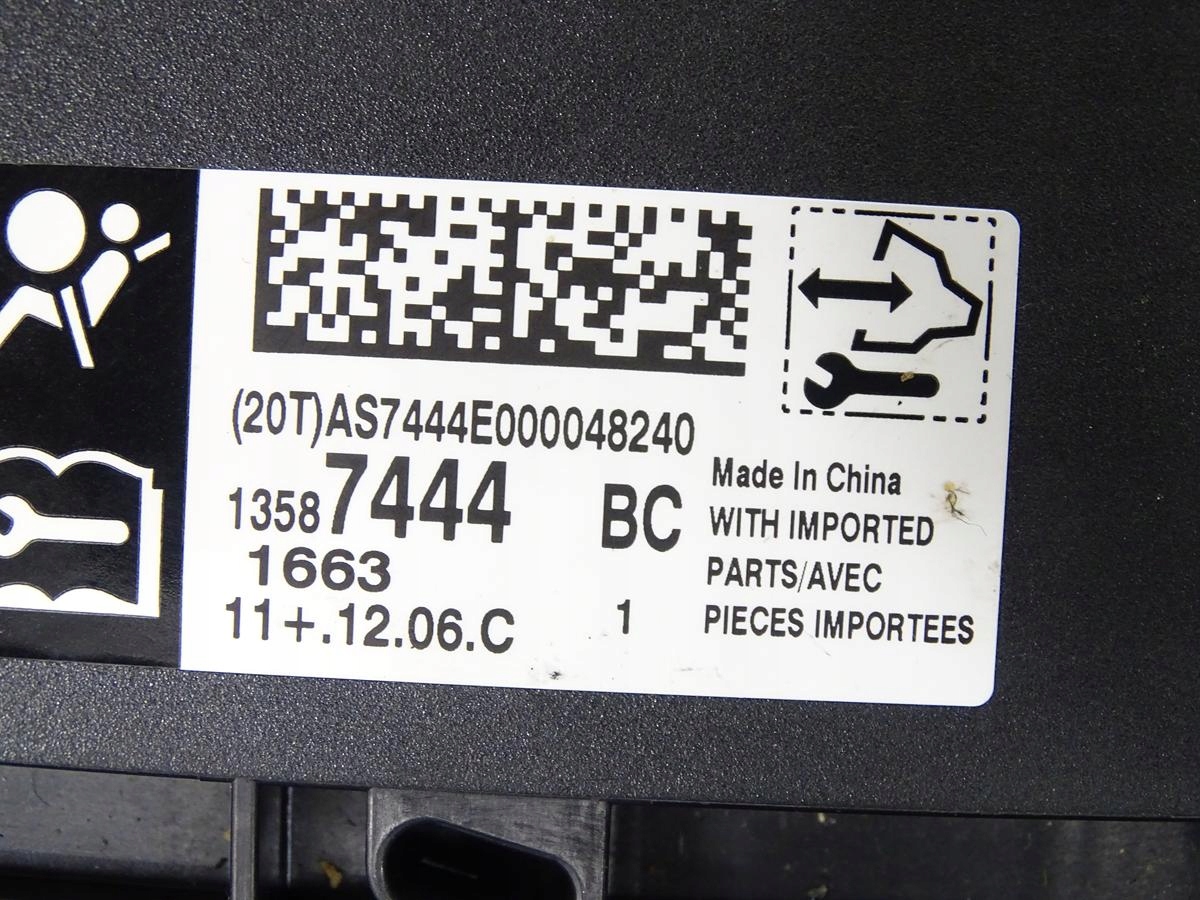 (20T)AS7444E000048240
13587444 BC
1663
11+.12.06.C 1
Made In China
WITH IMPORTED
PARTS/AVEC
PIECES IMPORTEES